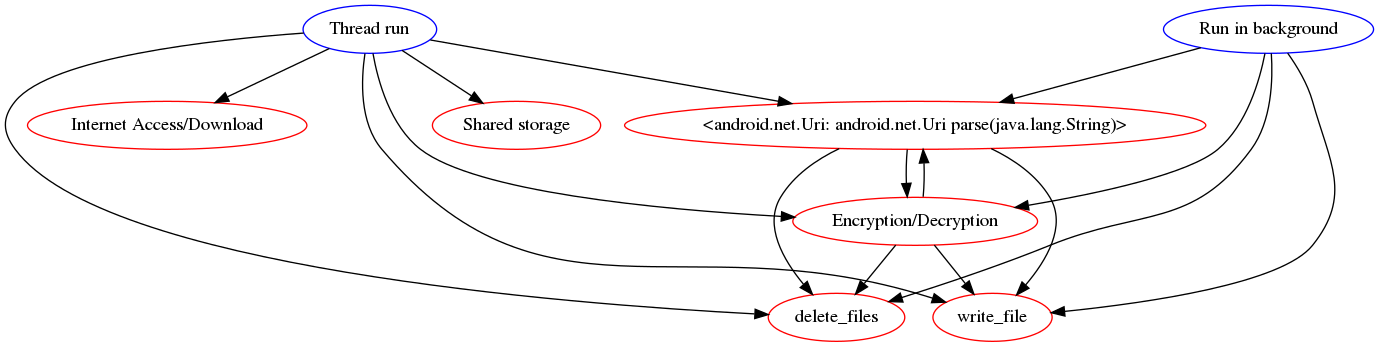 Thread run
Run in background
Internet Access/Download
Shared storage
<android.net.Uri: android.net.Uri parse(java.lang.String)>
Encryption/Decryption
delete_files
write_file